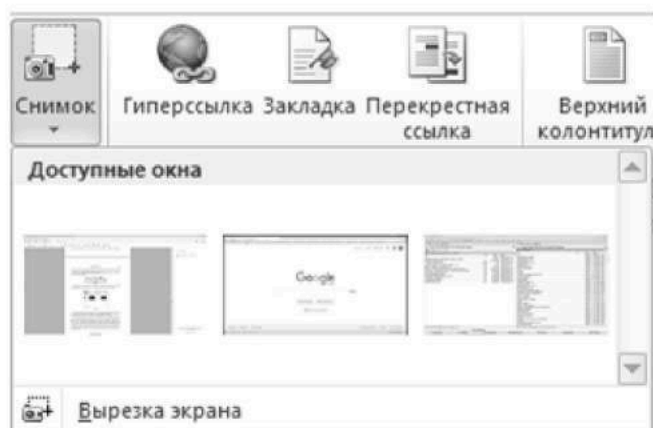 Снимок
Гиперссылка Закладка Перекрестная
ссылка
Верхний
колонтитул
Доступные окна
Google
Вырезка экрана